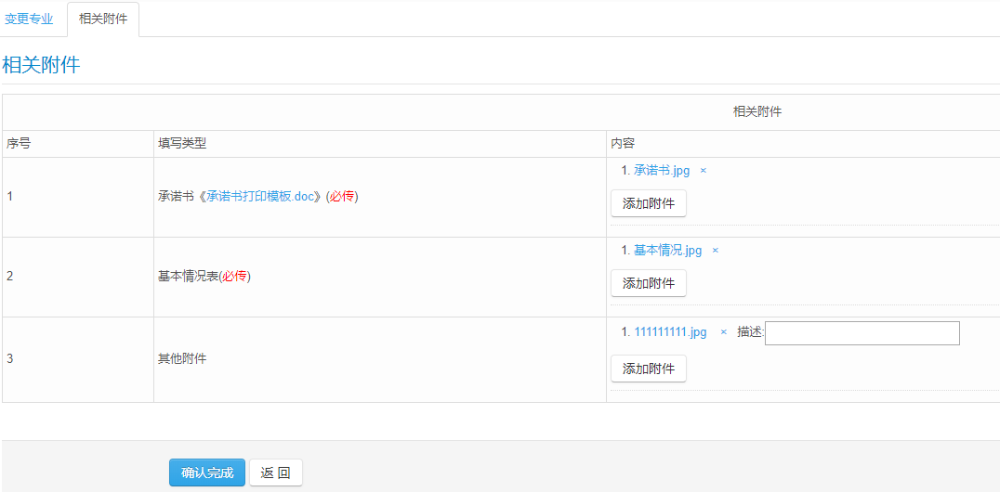 变更专业 相关附件
相关附件
相关附件
序号 填写类型 内容
1 承诺书《承诺书打印模板.doc》(必传) 1. 承诺书.jpg ×
添加附件
2 基本情况表(必传) 1. 基本情况.jpg ×
添加附件
3 其他附件 1. 111111111.jpg × 描述:
添加附件
确认完成 返 回